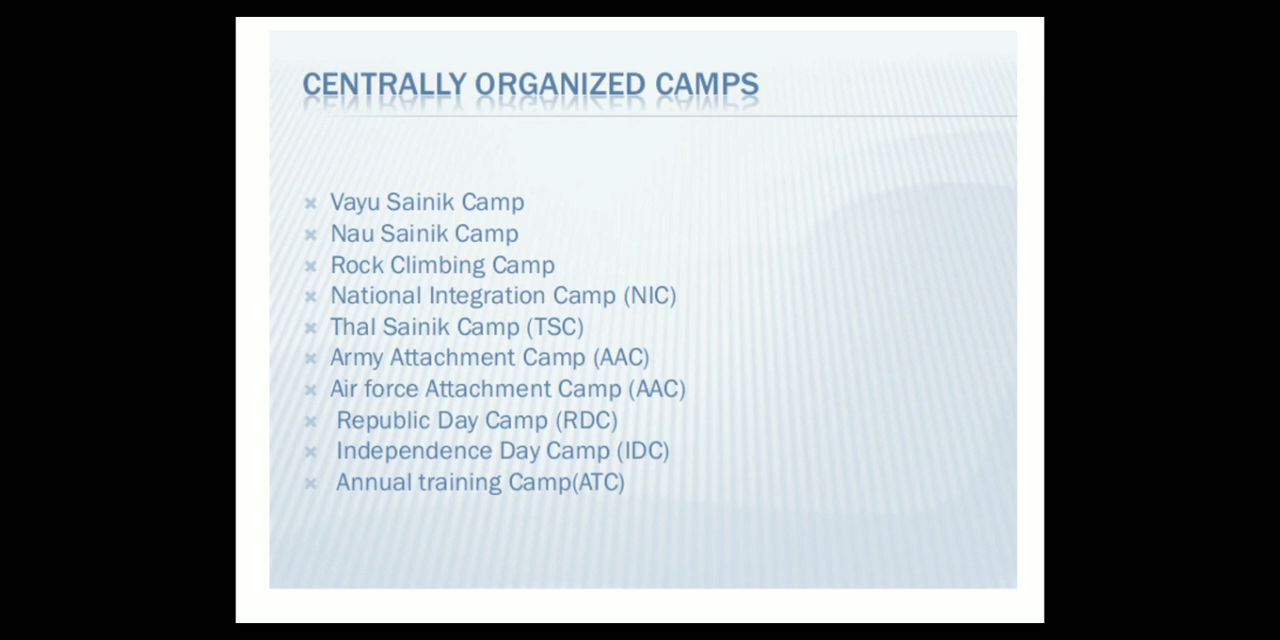 CENTRALLY ORGANIZED CAMPS
Vayu Sainik Camp
Nau Sainik Camp
Rock Climbing Camp
National Integration Camp (NIC)
Thal Sainik Camp (TSC)
Army Attachment Camp (AAC)
Air force Attachment Camp (AAC)
Republic Day Camp (RDC)
Independence Day Camp (IDC)
Annual training Camp(ATC)